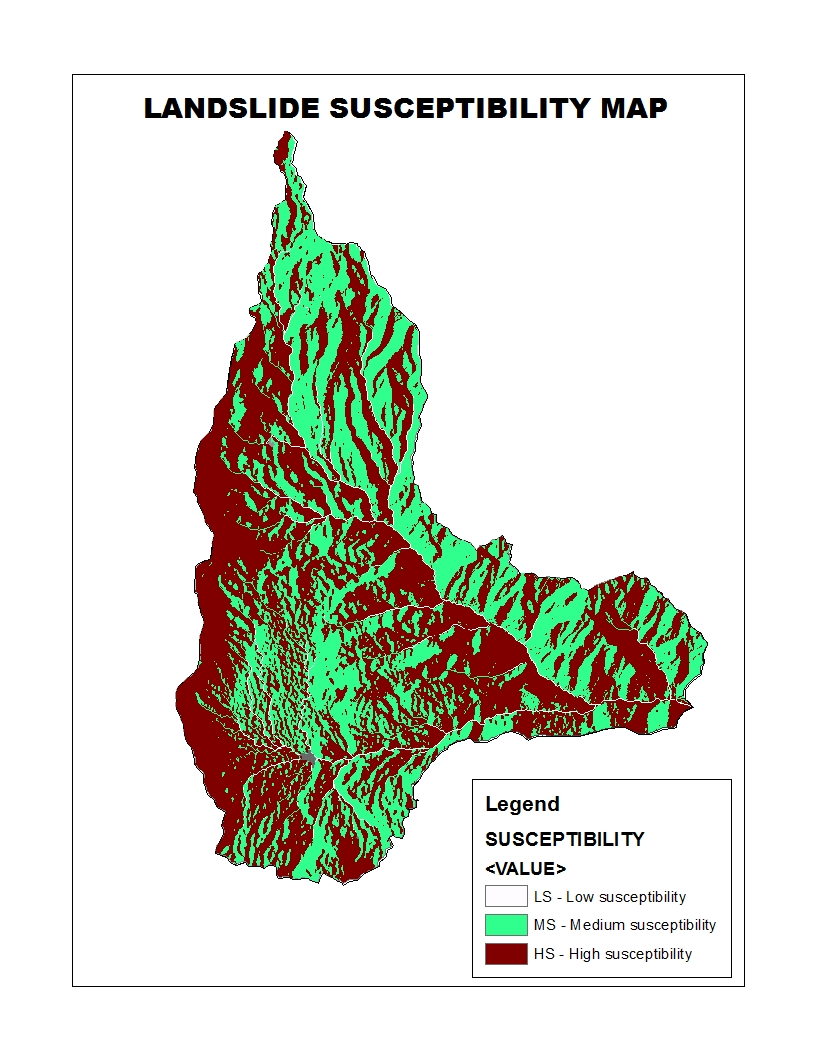 LANDSLIDE SUSCEPTIBILITY MAP
Legend
SUSCEPTIBILITY
<VALUE>
LS - Low susceptibility
MS - Medium susceptibility
HS - High susceptibility